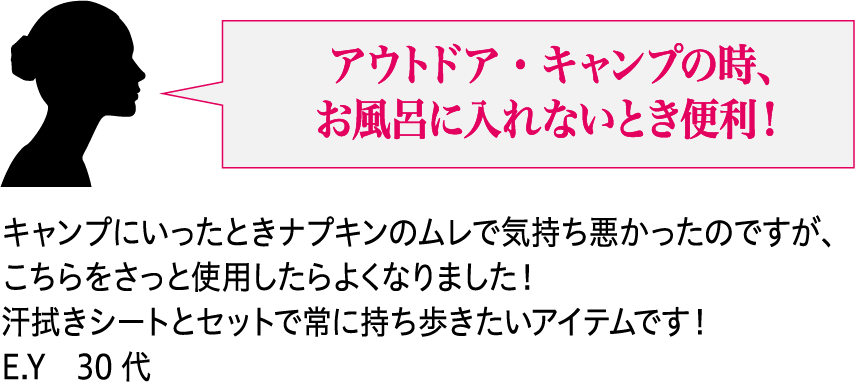 アウトドア・キャンプの時、
お風呂に入れないとき便利！
キャンプにいったときナプキンのムレで気持ち悪かったのですが、
こちらをさっと使用したらよくなりました！
汗拭きシートとセットで常に持ち歩きたいアイテムです！
E.Y　30代